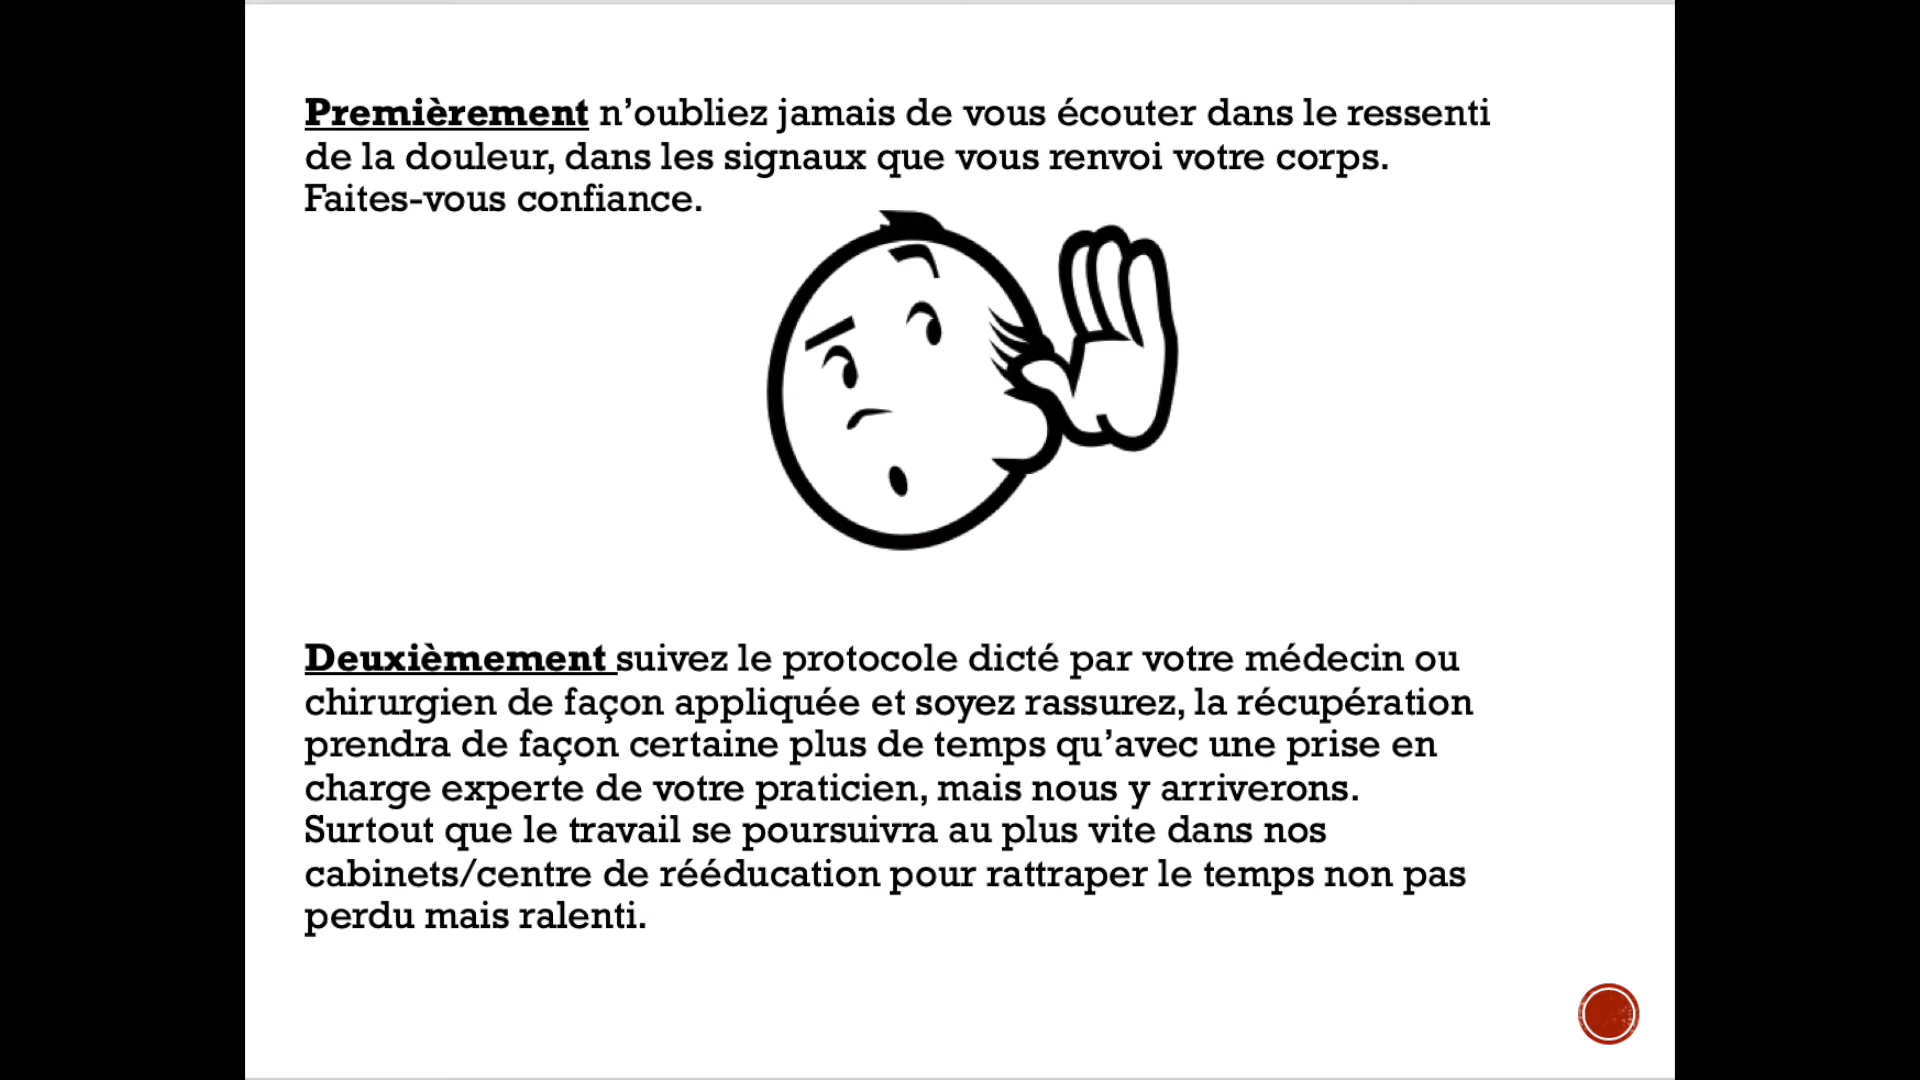 Premièrement n’oubliez jamais de vous écouter dans le ressenti
de la douleur, dans les signaux que vous renvoi votre corps.
Faites-vous confiance.
Deuxièmement suivez le protocole dicté par votre médecin ou
chirurgien de façon appliquée et soyez rassurez, la récupération
prendra de façon certaine plus de temps qu’avec une prise en
charge experte de votre praticien, mais nous y arriverons.
Surtout que le travail se poursuivra au plus vite dans nos
cabinets/centre de rééducation pour rattraper le temps non pas
perdu mais ralenti.